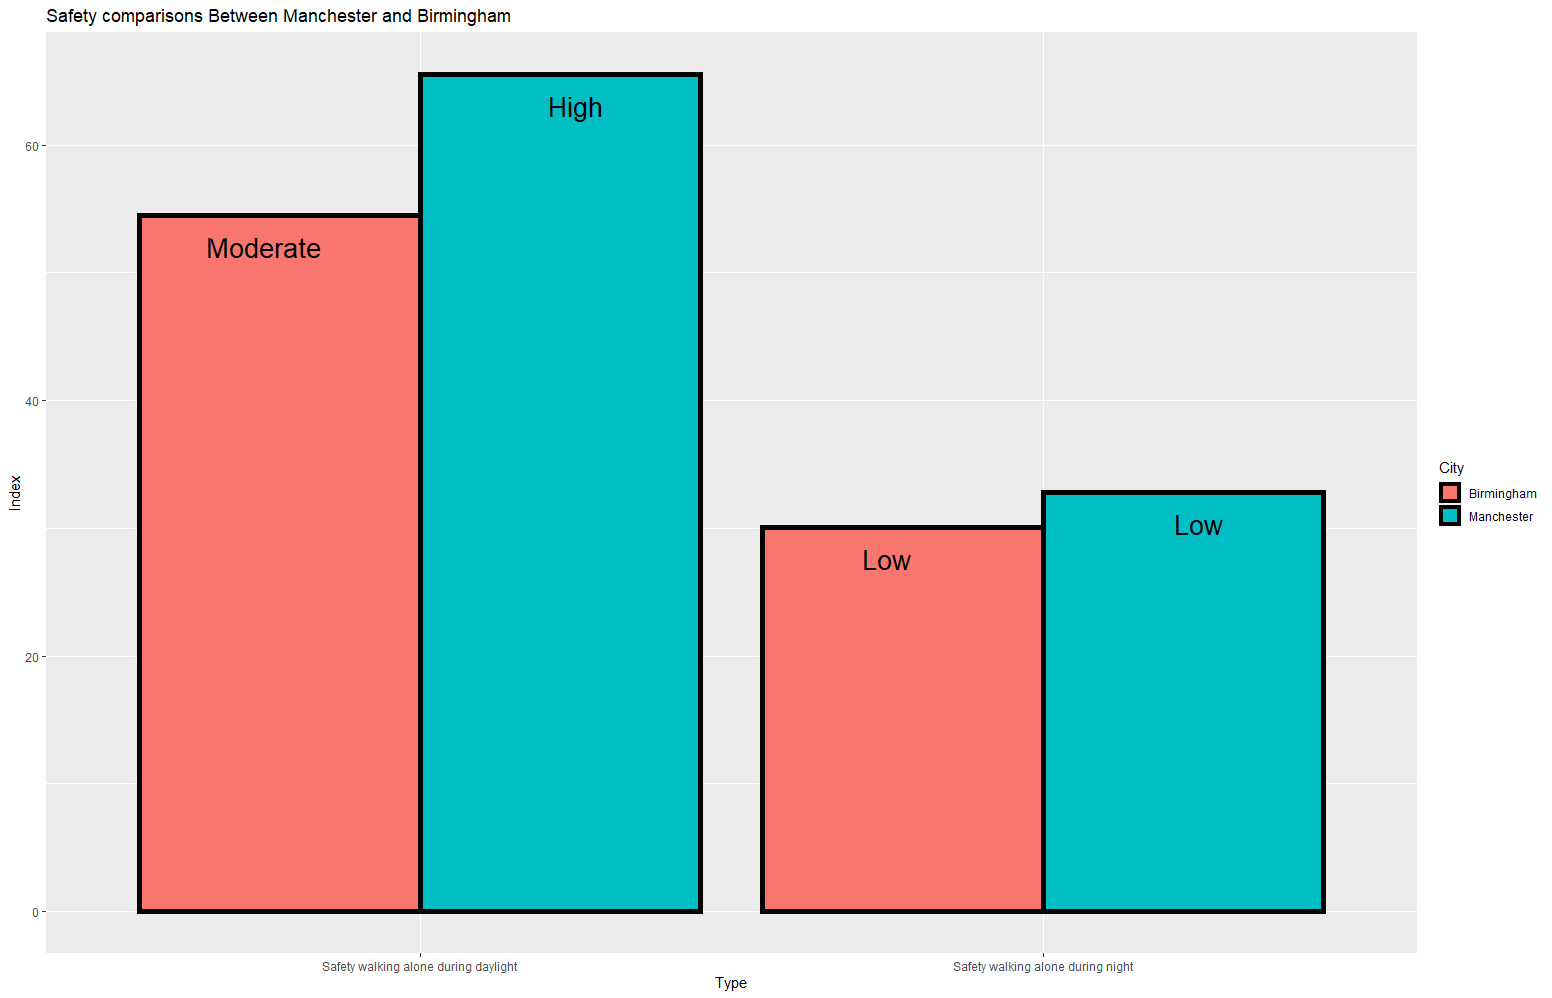 Safety comparisons Between Manchester and Birmingham
High
Moderate
Low
Low
60
40
20
0
Index
Safety walking alone during daylight
Safety walking alone during night
Type
City
Birmingham
Manchester